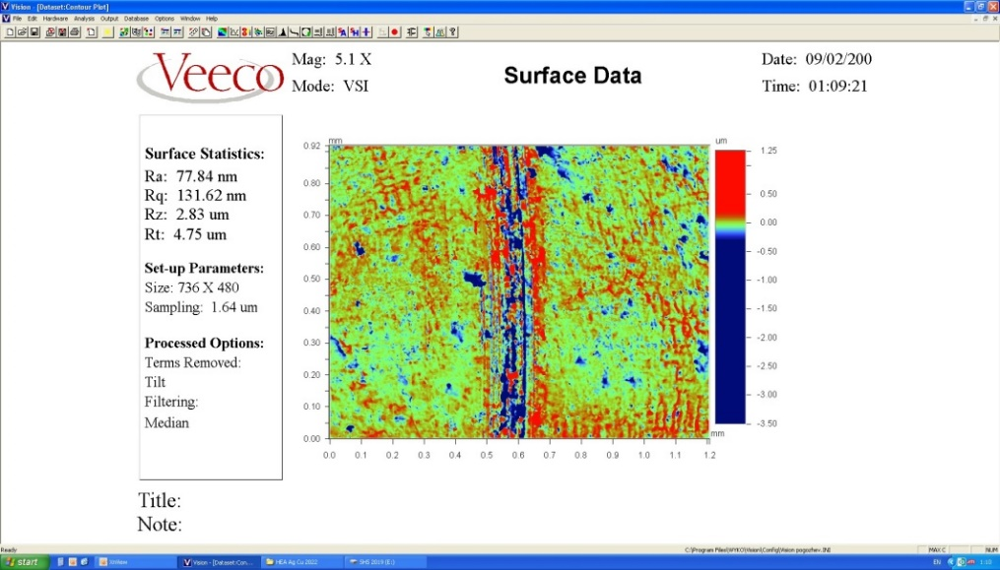 Vision - [Dataset:Contour Plot]
File Edit Hardware Analysis Output Database Options Window Help
Veeco
Mag: 5.1 X
Mode: VSI
Surface Data
Date: 09/02/200
Time: 01:09:21
Surface Statistics:
Ra: 77.84 nm
Rq: 131.62 nm
Rz: 2.83 um
Rt: 4.75 um
Set-up Parameters:
Size: 736 X 480
Sampling: 1.64 um
Processed Options:
Terms Removed:
Tilt
Filtering:
Median
mm
0.92
0.80
0.70
0.60
0.50
0.40
0.30
0.20
0.10
0.00
0.0 0.1 0.2 0.3 0.4 0.5 0.6 0.7 0.8 0.9 1.0 1.1 1.2
mm
um
1.25
0.50
0.00
-0.50
-1.00
-2.00
-2.50
-3.00
-3.50
Title:
Note:
Ready
MAX C
NUM
start
Vision - [Dataset:Con...
HEA Ag Cu 2022
SHS 2019 (E:)
EN
1:10